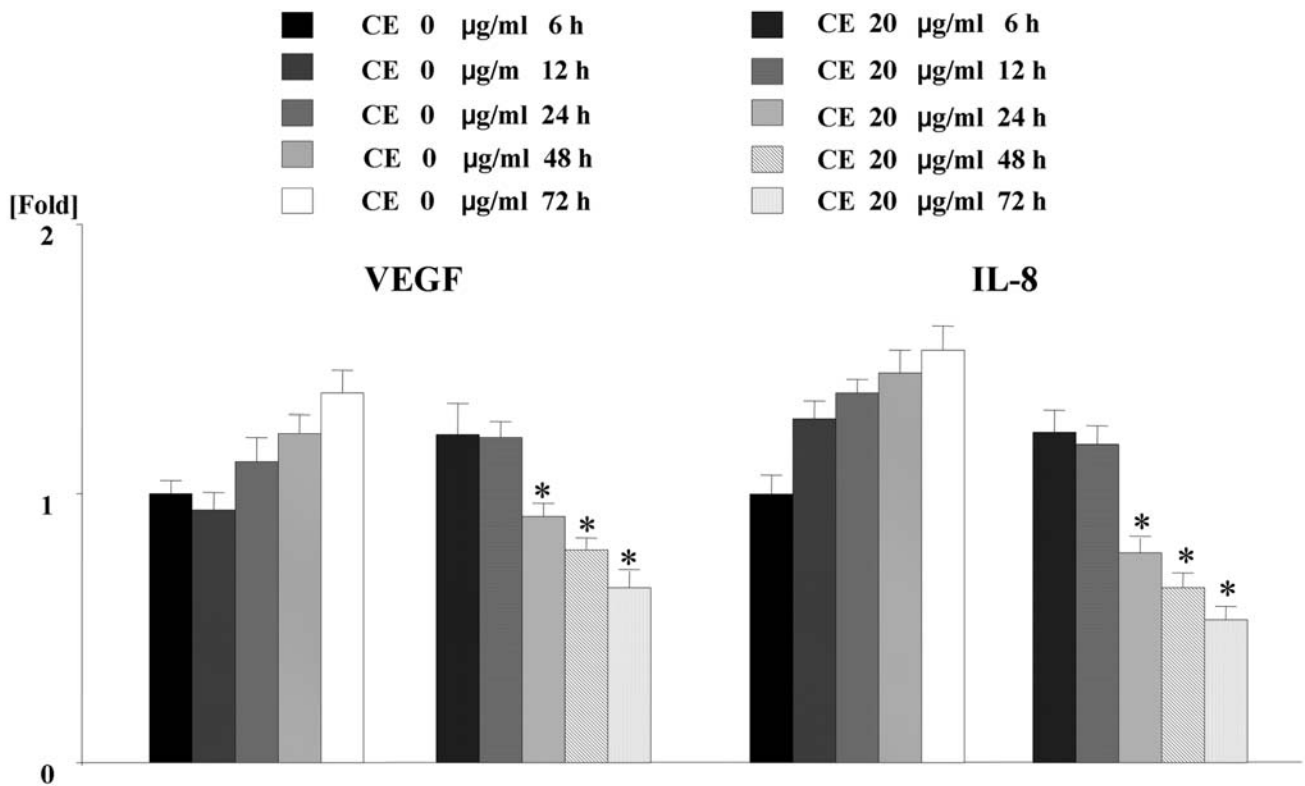 CE 0 µg/ml 6 h
CE 0 µg/m 12 h
CE 0 µg/ml 24 h
CE 0 µg/ml 48 h
CE 0 µg/ml 72 h
CE 20 µg/ml 6 h
CE 20 µg/ml 12 h
CE 20 µg/ml 24 h
CE 20 µg/ml 48 h
CE 20 µg/ml 72 h
[Fold]
2
VEGF
IL-8
1
* * *
* * *
0